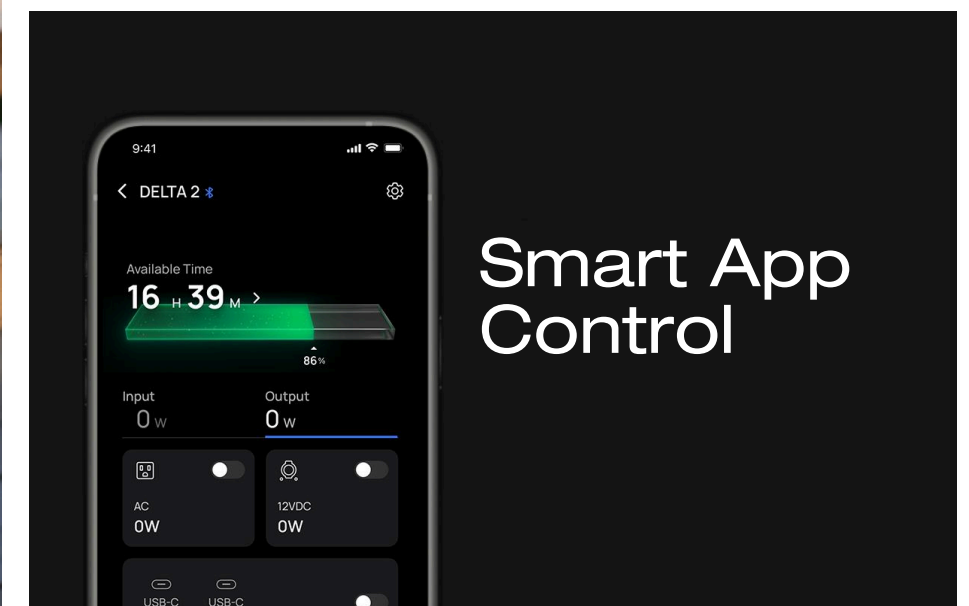 9:41
DELTA 2
Available Time
16 H 39 M
86%
Input
0 W
Output
0 W
AC
0W
12VDC
0W
USB-C
USB-C
Smart App
Control